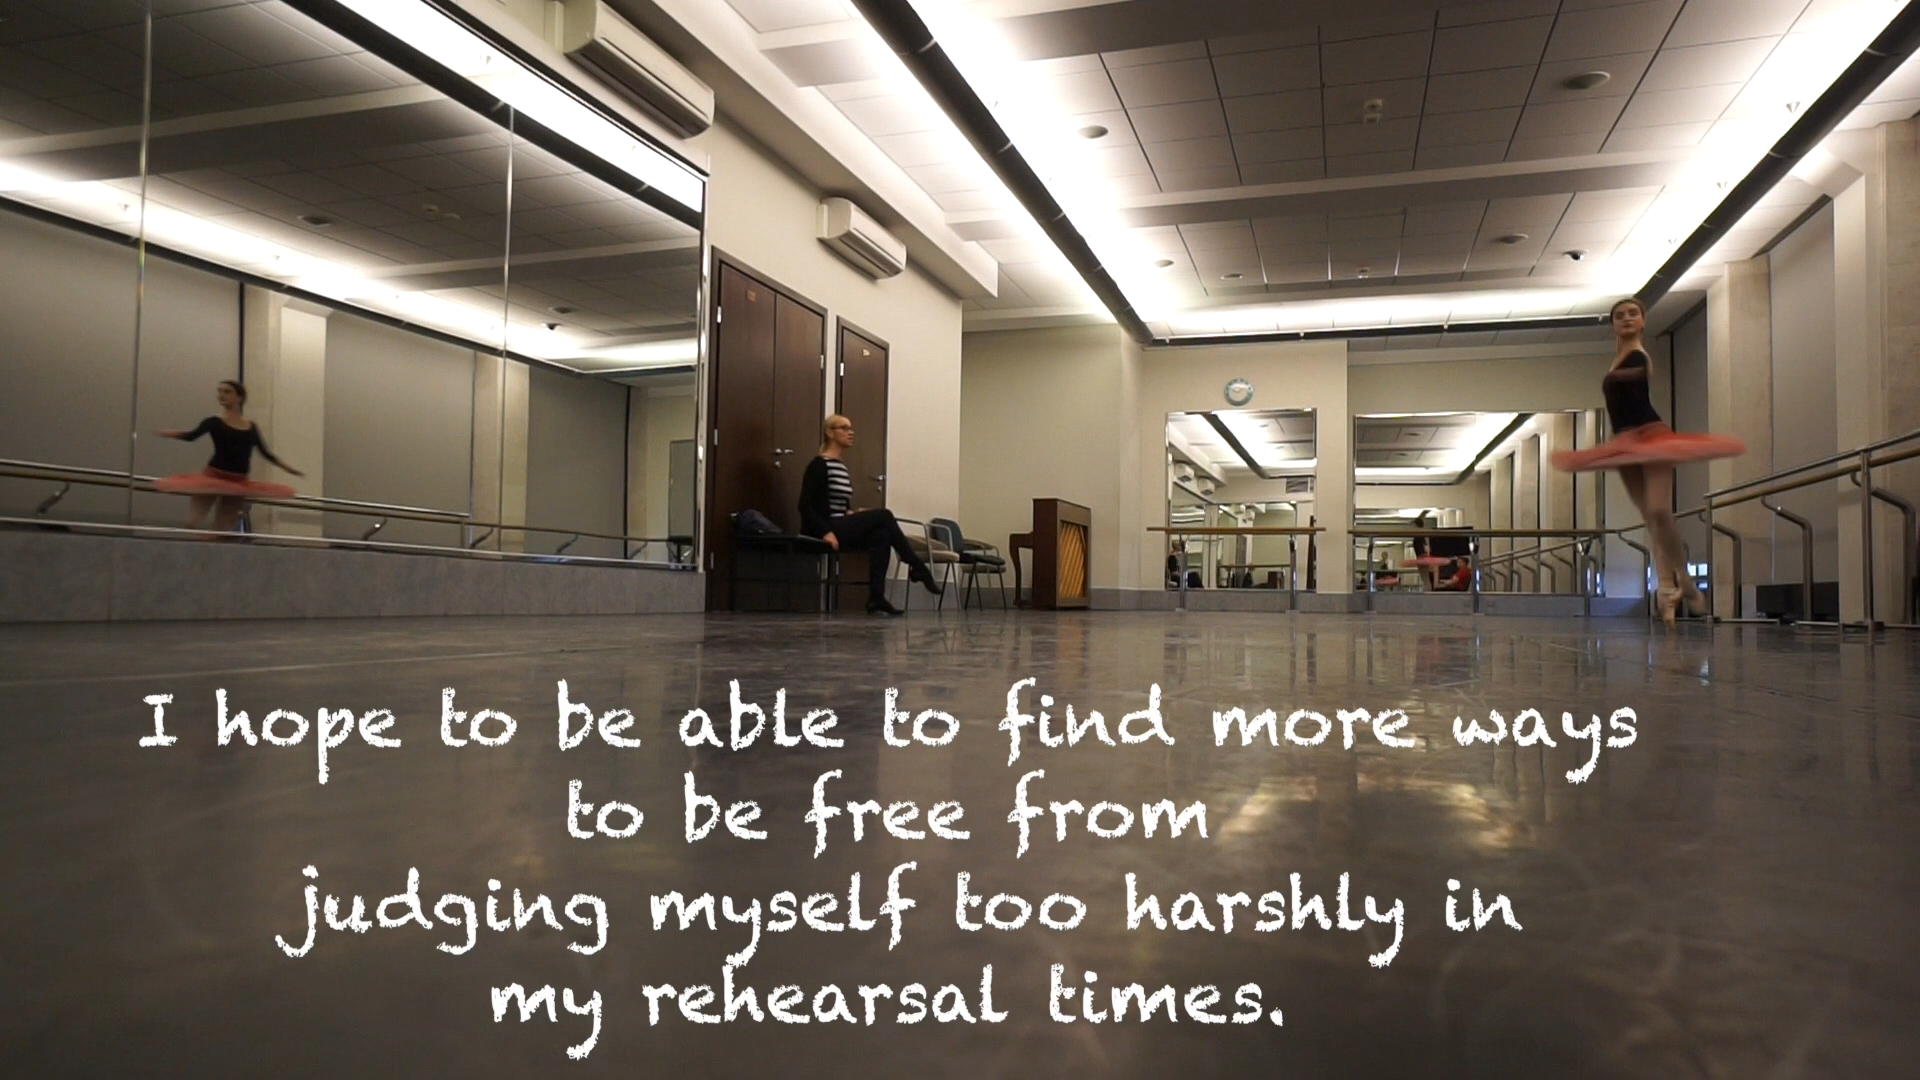 I hope to be able to find more ways
to be free from
judging myself too harshly in
my rehearsal times.